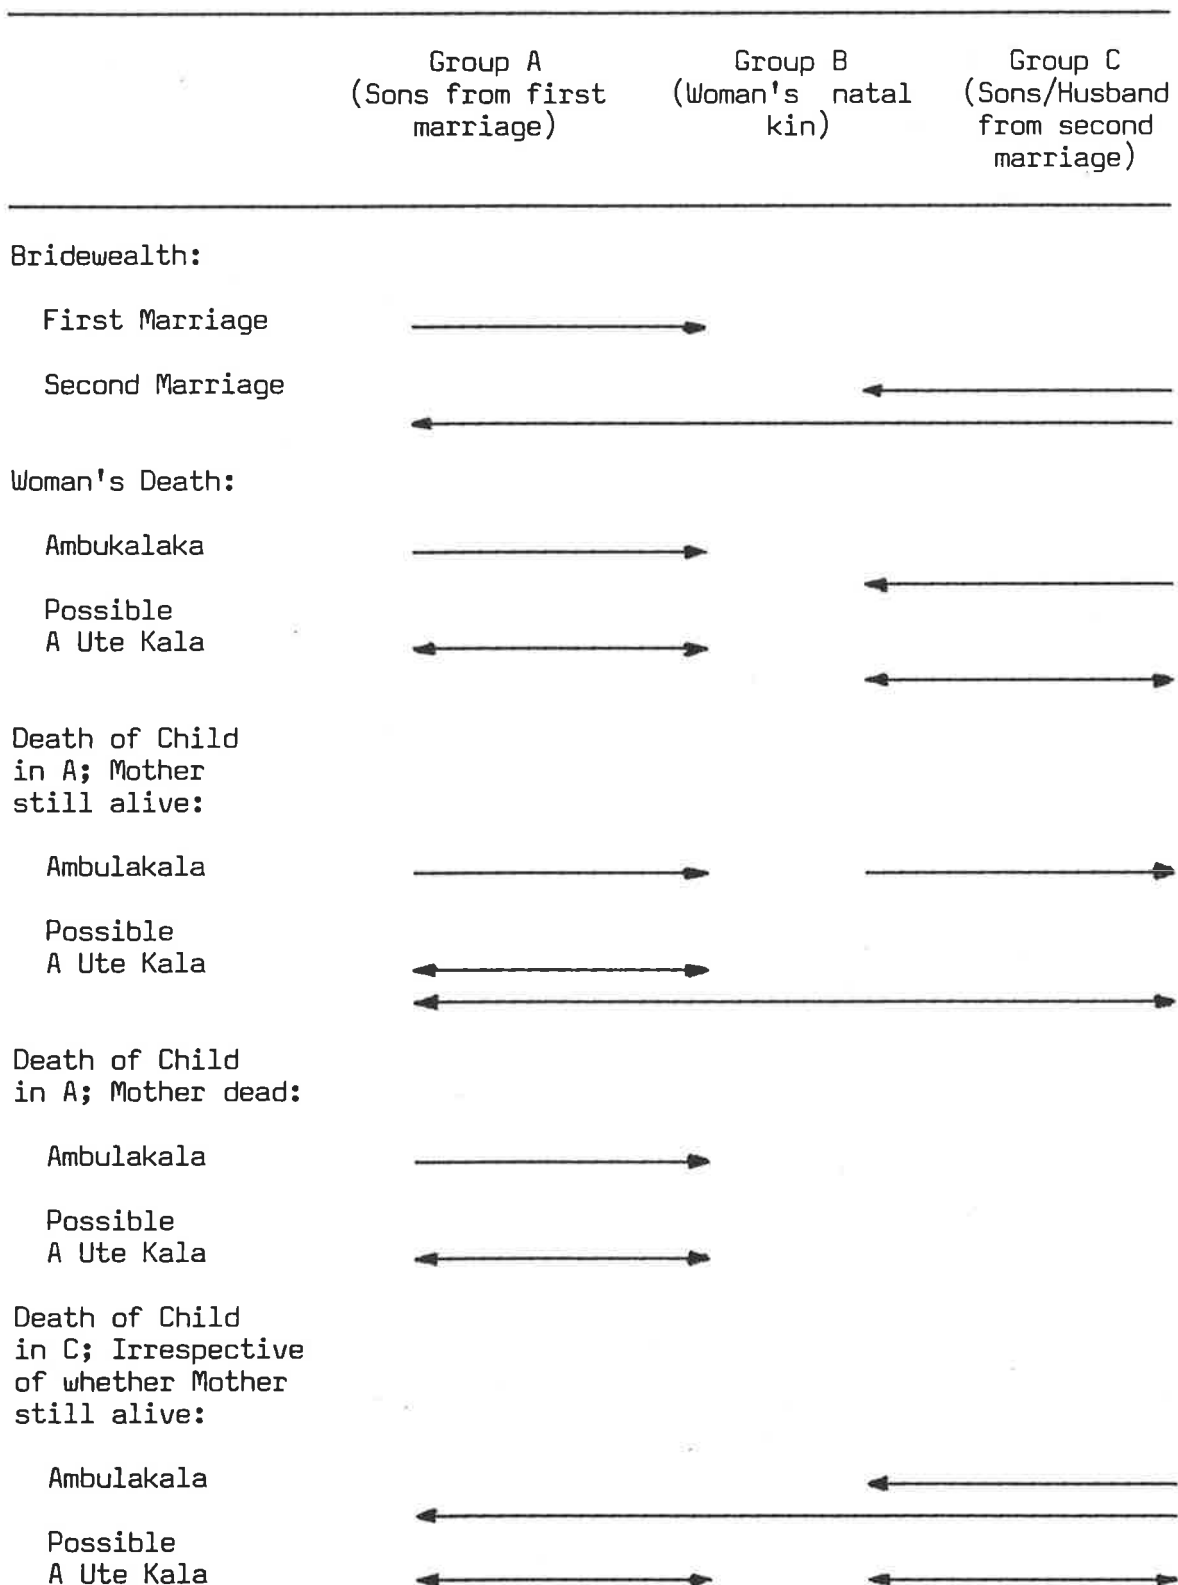 Group A Group B Group C
(Sons from first (Woman's natal (Sons/Husband
marriage) kin) from second
marriage)
Bridewealth:
First Marriage
Second Marriage
Woman's Death:
Ambukalaka
Possible
A Ute Kala
Death of Child
in A; Mother
still alive:
Ambulakala
Possible
A Ute Kala
Death of Child
in A; Mother dead:
Ambulakala
Possible
A Ute Kala
Death of Child
in C; Irrespective
of whether Mother
still alive:
Ambulakala
Possible
A Ute Kala